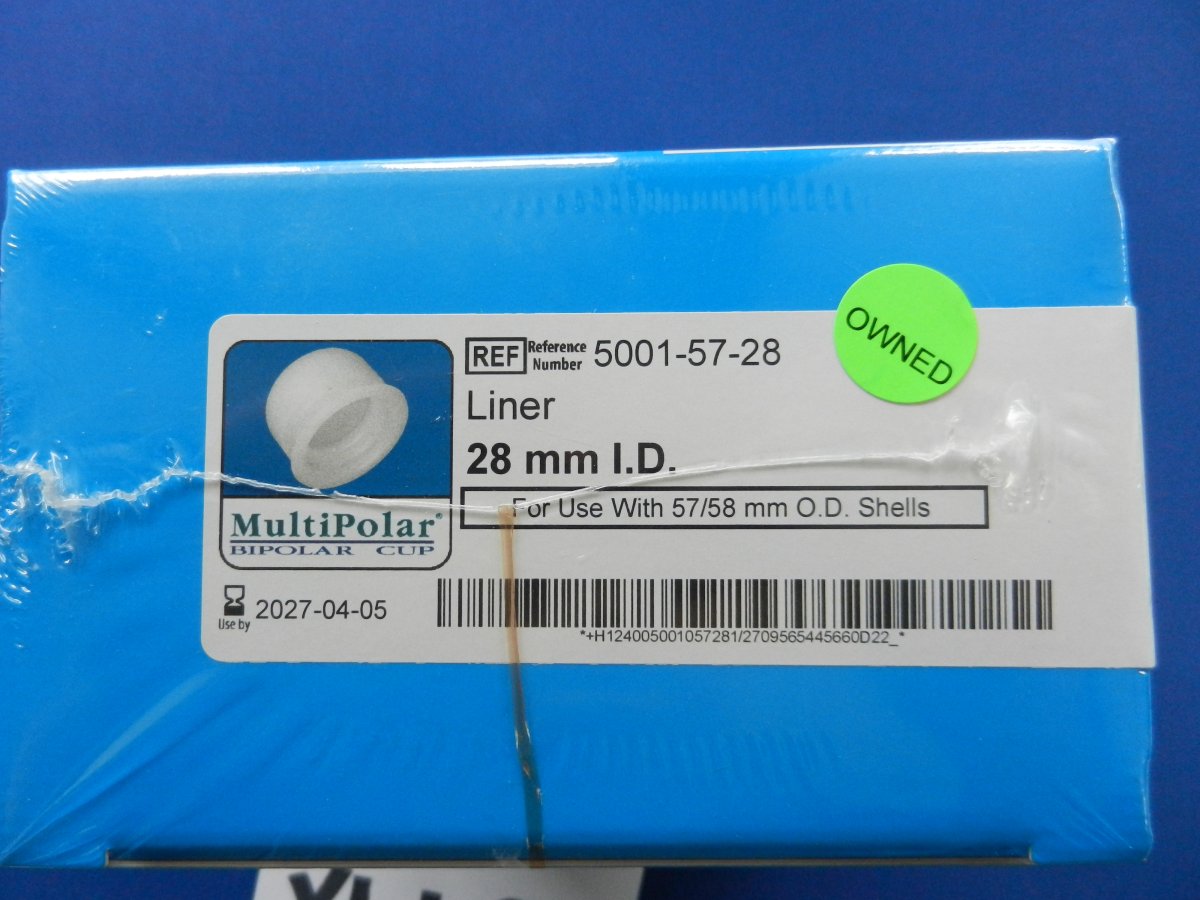 OWNED
REF Reference Number 5001-57-28
Liner
28 mm I.D.
For Use With 57/58 mm O.D. Shells
MultiPolar®
BIPOLAR CUP
Use by 2027-04-05
*+H124005001057281/2709565445660D22_*